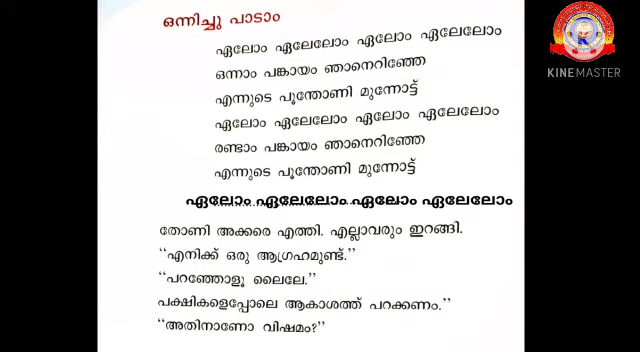 ഒന്നിച്ചു പാടാം
ഏലോം ഏലേലോം ഏലോം ഏലേലോം
ഒന്നാം പങ്കായം ഞാനെറിഞ്ഞേ
എന്നുടെ പൂന്തോണി മുന്നോട്ട്
ഏലോം ഏലേലോം ഏലോം ഏലേലോം
രണ്ടാം പങ്കായം ഞാനെറിഞ്ഞേ
എന്നുടെ പൂന്തോണി മുന്നോട്ട്
ഏലോം ഏലേലോം ഏലോം ഏലേലോം
തോണി അക്കരെ എത്തി. എല്ലാവരും ഇറങ്ങി.
“എനിക്ക് ഒരു ആഗ്രഹമുണ്ട്.”
“പറഞ്ഞോളൂ ലൈലേ.”
പക്ഷികളെപ്പോലെ ആകാശത്ത് പറക്കണം.”
“അതിനാണോ വിഷമം?”
KINEMASTER